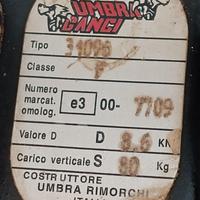 UMBRA
GANCI
Tipo
Classe F
Numero
marcat. e3 00- 7709
omolog.
Valore D D 8,6 KN
Carico verticale S 80 Kg
COSTRUTTORE
UMBRA RIMORCHI